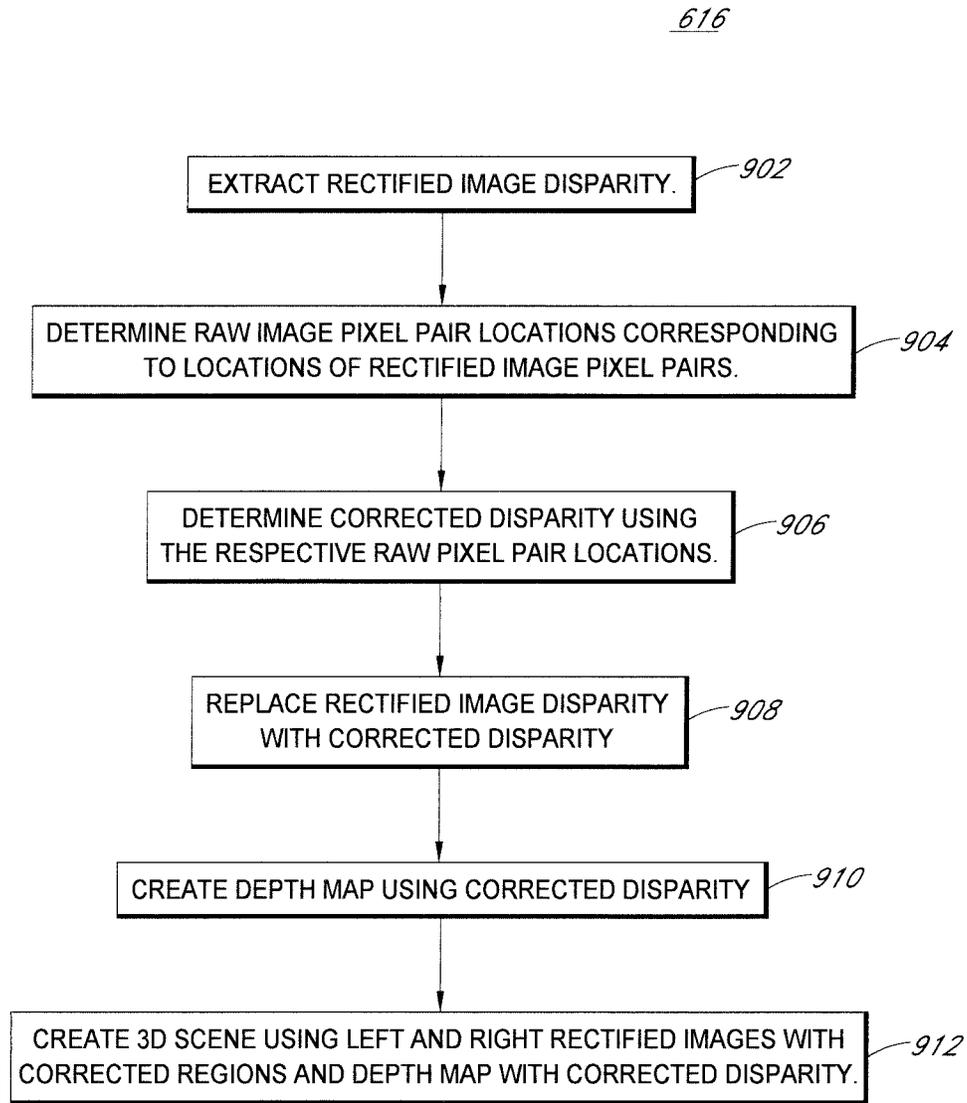 616
EXTRACT RECTIFIED IMAGE DISPARITY.
902
DETERMINE RAW IMAGE PIXEL PAIR LOCATIONS CORRESPONDING
TO LOCATIONS OF RECTIFIED IMAGE PIXEL PAIRS.
904
DETERMINE CORRECTED DISPARITY USING
THE RESPECTIVE RAW PIXEL PAIR LOCATIONS.
906
REPLACE RECTIFIED IMAGE DISPARITY
WITH CORRECTED DISPARITY
908
CREATE DEPTH MAP USING CORRECTED DISPARITY
910
CREATE 3D SCENE USING LEFT AND RIGHT RECTIFIED IMAGES WITH
CORRECTED REGIONS AND DEPTH MAP WITH CORRECTED DISPARITY.
912